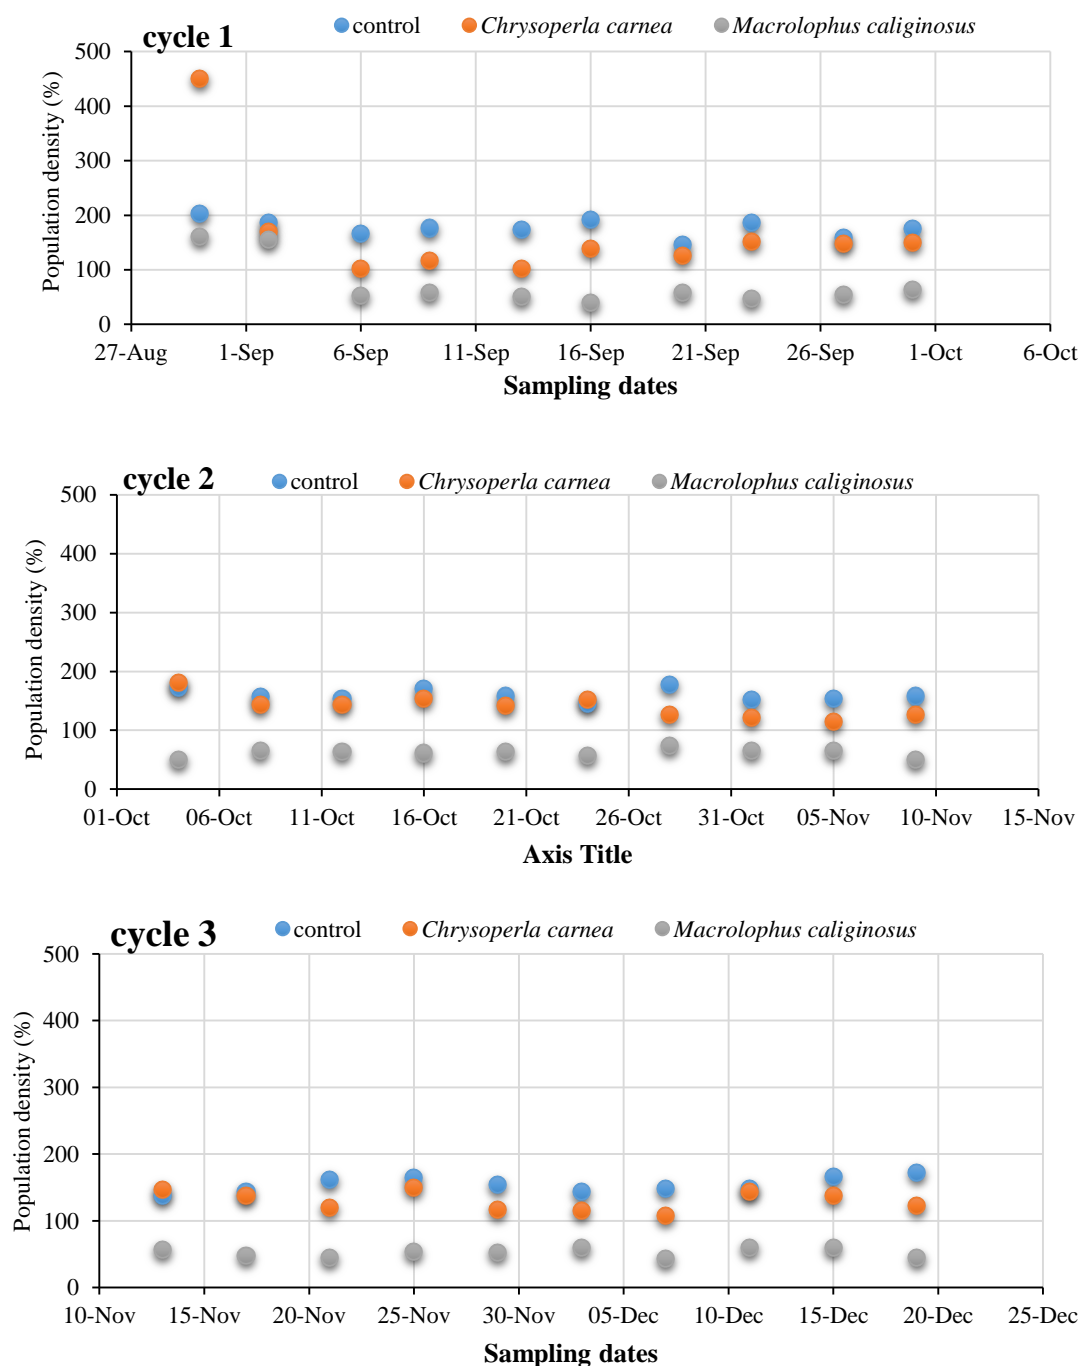 cycle 1
control Chrysoperla carnea Macrolophus caliginosus
500
400
300
200
100
0
Population density (%)
27-Aug 1-Sep 6-Sep 11-Sep 16-Sep 21-Sep 26-Sep 1-Oct 6-Oct
Sampling dates
cycle 2
control Chrysoperla carnea Macrolophus caliginosus
500
400
300
200
100
0
Population density (%)
01-Oct 06-Oct 11-Oct 16-Oct 21-Oct 26-Oct 31-Oct 05-Nov 10-Nov 15-Nov
Axis Title
cycle 3
control Chrysoperla carnea Macrolophus caliginosus
500
400
300
200
100
0
Population density (%)
10-Nov 15-Nov 20-Nov 25-Nov 30-Nov 05-Dec 10-Dec 15-Dec 20-Dec 25-Dec
Sampling dates